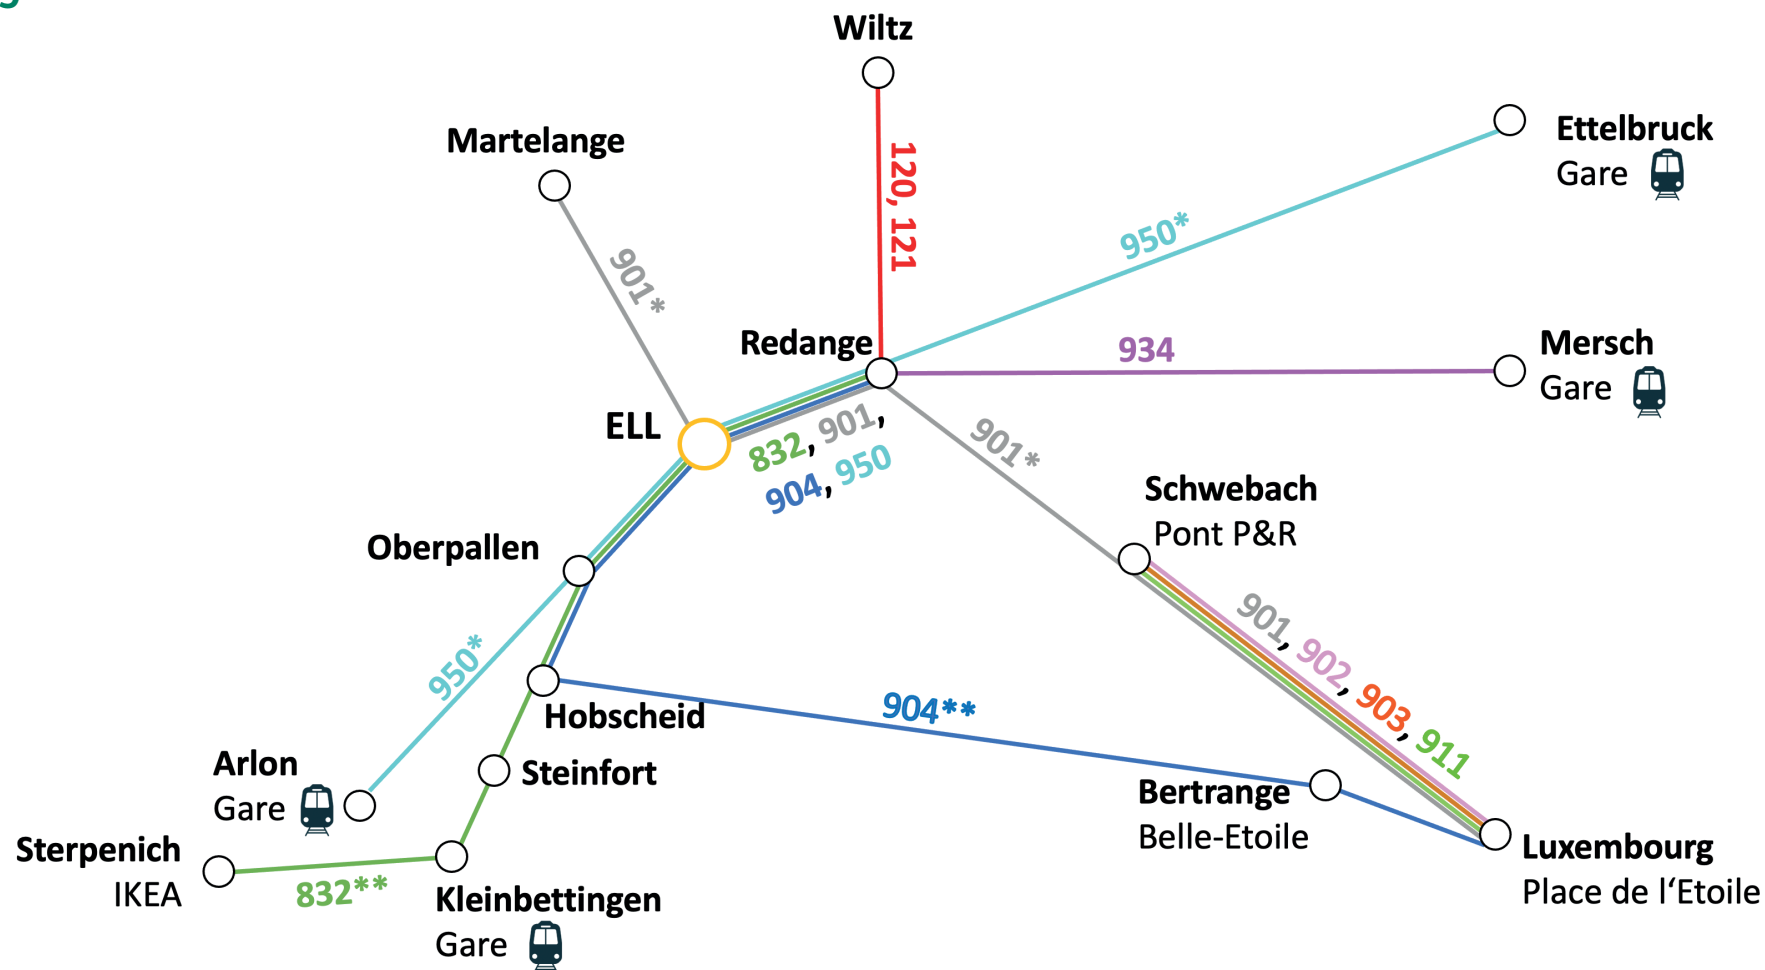 Wiltz
Martelange
Ettelbruck
Gare
120, 121
950*
901*
Redange
934
Mersch
Gare
ELL
832, 901,
904, 950
901*
Schwebach
Pont P&R
Oberpallen
901, 902, 903, 911
950*
904**
Hobscheid
Arlon
Gare
Steinfort
Bertrange
Belle-Etoile
Sterpenich
IKEA
832**
Kleinbettingen
Gare
Luxembourg
Place de l‘Etoile